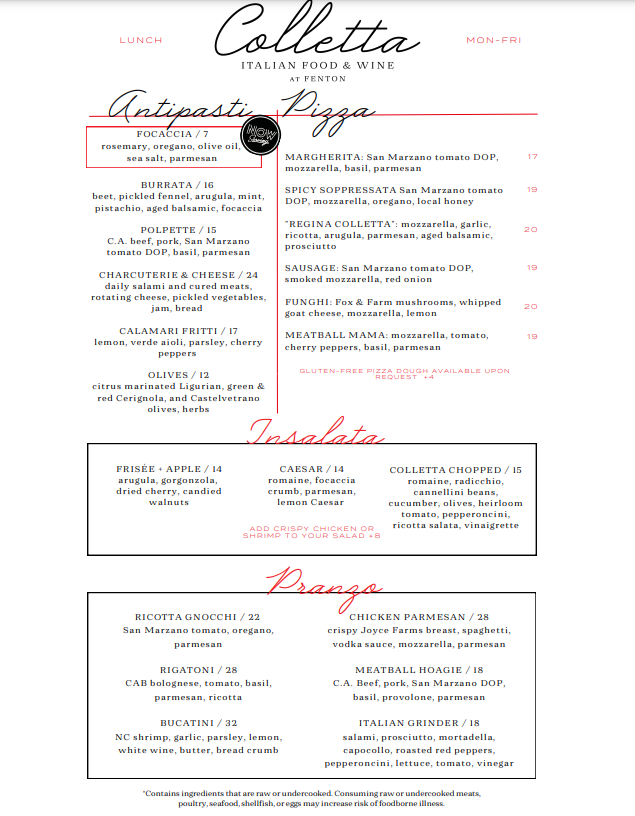 LUNCH
Colletta
MON-FRI
ITALIAN FOOD & WINE
AT FENTON
Antipasti
FOCACCIA / 7
rosemary, oregano, olive oil,
sea salt, parmesan
BURRATA / 16
beet, pickled fennel, arugula, mint,
pistachio, aged balsamic, focaccia
POLPETTE / 15
C.A. beef, pork, San Marzano
tomato DOP, basil, parmesan
CHARCUTERIE & CHEESE / 24
daily salami and cured meats,
rotating cheese, pickled vegetables,
jam, bread
CALAMARI FRITTI / 17
lemon, verde aioli, parsley, cherry
peppers
OLIVES / 12
citrus marinated Ligurian, green &
red Cerignola, and Castelvetrano
olives, herbs
Pizza
MARGHERITA: San Marzano tomato DOP, 17
mozzarella, basil, parmesan
SPICY SOPPRESSATA San Marzano tomato 19
DOP, mozzarella, oregano, local honey
"REGINA COLLETTA": mozzarella, garlic,
ricotta, arugula, parmesan, aged balsamic, 20
prosciutto
SAUSAGE: San Marzano tomato DOP, 19
smoked mozzarella, red onion
FUNGHI: Fox & Farm mushrooms, whipped 20
goat cheese, mozzarella, lemon
MEATBALL MAMA: mozzarella, tomato, 19
cherry peppers, basil, parmesan
GLUTEN-FREE PIZZA DOUGH AVAILABLE UPON
REQUEST +4
Insalata
FRISÉE + APPLE / 14
arugula, gorgonzola,
dried cherry, candied
walnuts
CAESAR / 14
romaine, focaccia
crumb, parmesan,
lemon Caesar
ADD CRISPY CHICKEN OR
SHRIMP TO YOUR SALAD +8
COLLETTA CHOPPED / 15
romaine, radicchio,
cannellini beans,
cucumber, olives, heirloom
tomato, pepperoncini,
ricotta salata, vinaigrette
Pranzo
RICOTTA GNOCCHI / 22
San Marzano tomato, oregano,
parmesan
RIGATONI / 28
CAB bolognese, tomato, basil,
parmesan, ricotta
BUCATINI / 32
NC shrimp, garlic, parsley, lemon,
white wine, butter, bread crumb
CHICKEN PARMESAN / 28
crispy Joyce Farms breast, spaghetti,
vodka sauce, mozzarella, parmesan
MEATBALL HOAGIE / 18
C.A. Beef, pork, San Marzano DOP,
basil, provolone, parmesan
ITALIAN GRINDER / 18
salami, prosciutto, mortadella,
capocollo, roasted red peppers,
pepperoncini, lettuce, tomato, vinegar
*Contains ingredients that are raw or undercooked. Consuming raw or undercooked meats,
poultry, seafood, shellfish, or eggs may increase risk of foodborne illness.